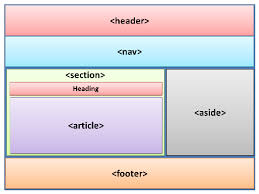 <header>
<nav>
<section>
Heading
<article>
<aside>
<footer>